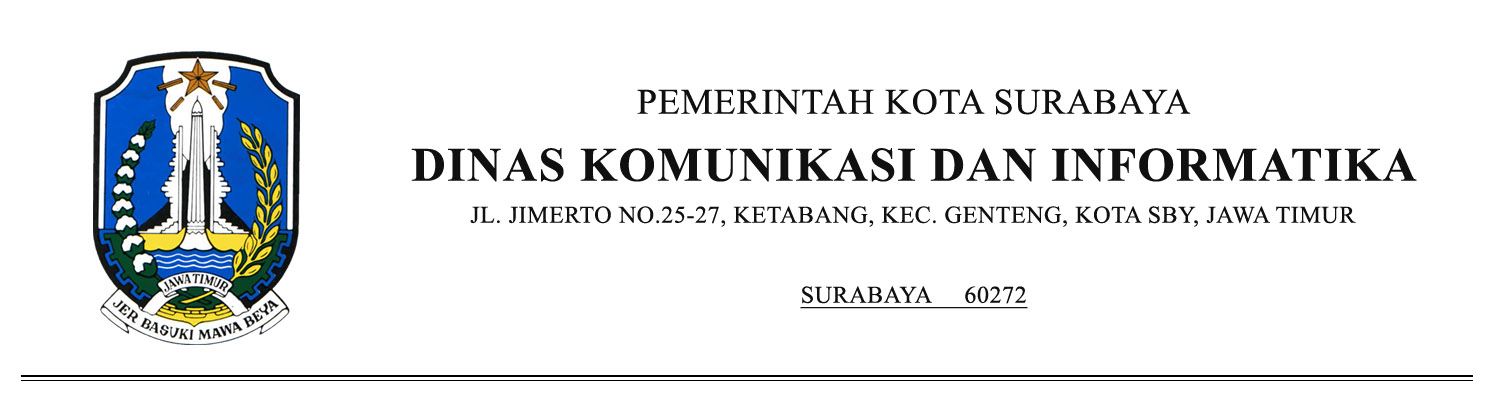 PEMERINTAH KOTA SURABAYA
DINAS KOMUNIKASI DAN INFORMATIKA
JL. JIMERTO NO.25-27, KETABANG, KEC. GENTENG, KOTA SBY, JAWA TIMUR
SURABAYA 60272
JAWA TIMUR
JER BASUKI MAWA BEYA